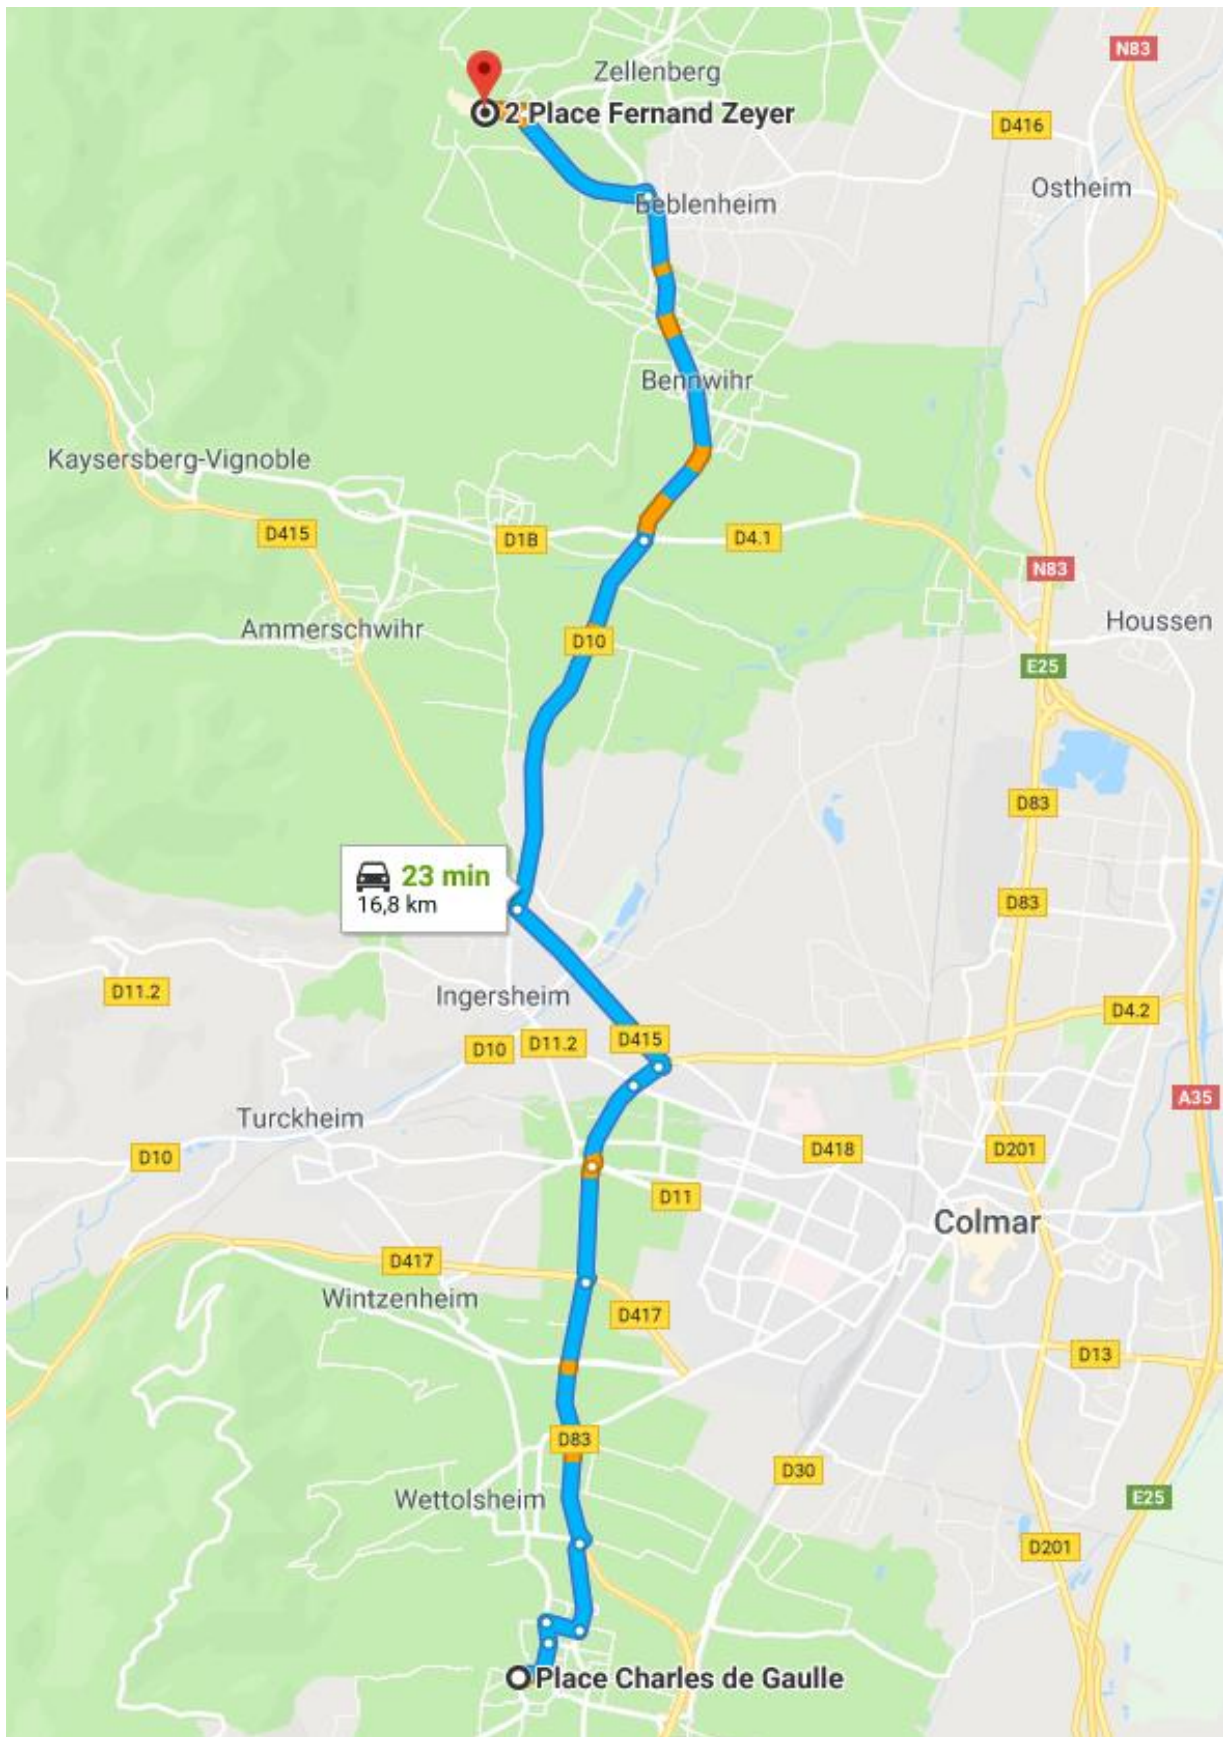 N83
Zellenberg
2 Place Fernand Zeyer
D416
Ostheim
Beblenheim
Bennwihr
Kaysersberg-Vignoble
D415
D1B
D4.1
N83
Houssen
Ammerschwihr
D10
E25
D83
23 min
16,8 km
D83
D11.2
Ingersheim
D4.2
D10
D11.2
D415
A35
Turckheim
D10
D418
D201
D11
Colmar
D417
Wintzenheim
D417
D13
D83
D30
Wettolsheim
E25
D201
Place Charles de Gaulle